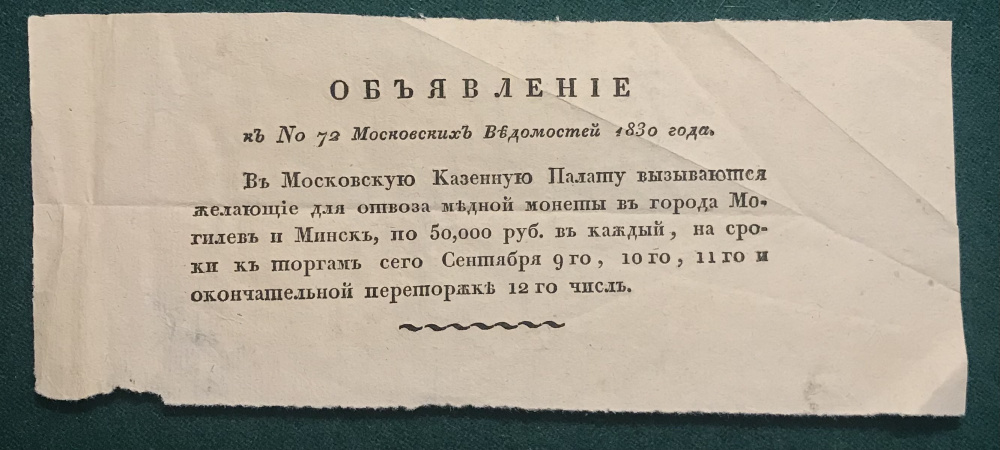 ОБЪЯВЛЕНІЕ
къ No 72 Московскихъ Вѣдомостей 1830 года.
Въ Московскую Казенную Палату вызываются
желающіе для отвоза мѣдной монеты въ города Мо-
гилевъ и Минскъ, по 50,000 руб. въ каждый, на сро-
ки къ торгамъ сего Сентября 9 го, 10 го, 11 го и
окончательной переторжкѣ 12 го числъ.